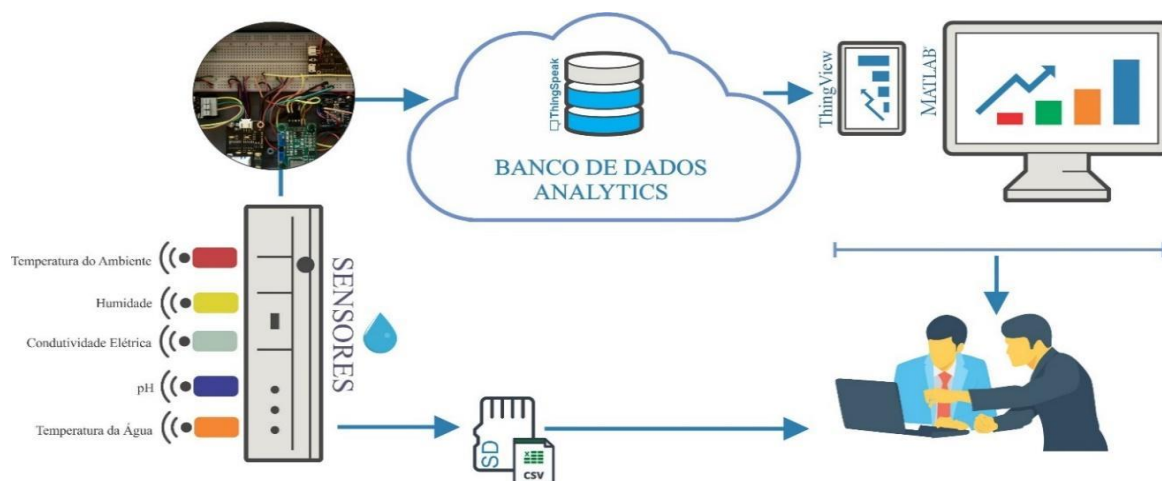 ThingSpeak
BANCO DE DADOS
ANALYTICS
ThingView
MATLAB®
Temperatura do Ambiente
Humidade
Condutividade Elétrica
pH
Temperatura da Água
SENSORES
SD
CSV